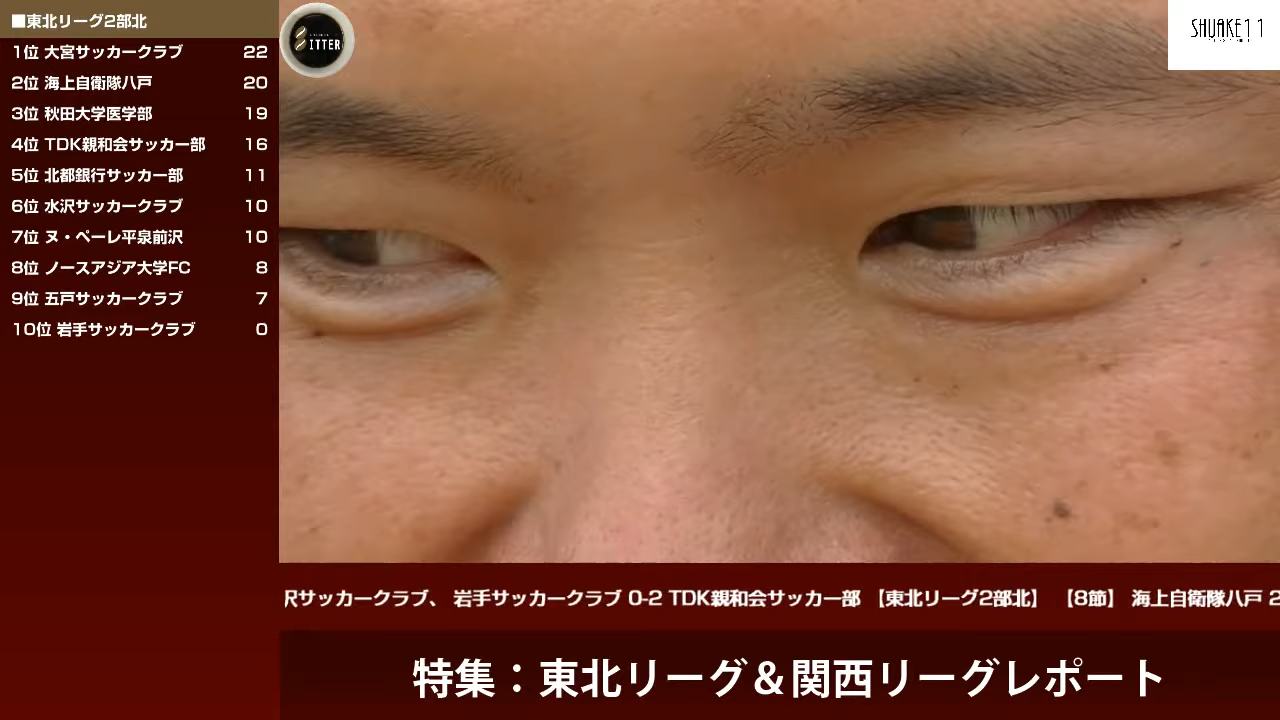 ■東北リーグ2部北
1位 大宮サッカークラブ 22
2位 海上自衛隊八戸 20
3位 秋田大学医学部 19
4位 TDK親和会サッカー部 16
5位 北都銀行サッカー部 11
6位 水沢サッカークラブ 10
7位 ヌ・ペーレ平泉前沢 10
8位 ノースアジア大学FC 8
9位 五戸サッカークラブ 7
10位 岩手サッカークラブ 0
ITTER
SHUAKE11
沢サッカークラブ、 岩手サッカークラブ 0-2 TDK親和会サッカー部 【東北リーグ2部北】 【8節】 海上自衛隊八戸 2
特集：東北リーグ＆関西リーグレポート